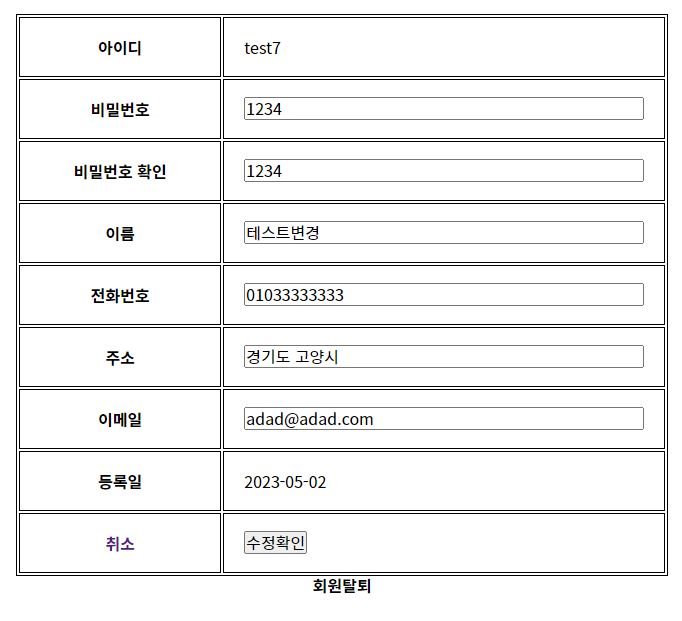 아이디 test7
비밀번호 1234
비밀번호 확인 1234
이름 테스트변경
전화번호 01033333333
주소 경기도 고양시
이메일 adad@adad.com
등록일 2023-05-02
취소 수정확인
회원탈퇴